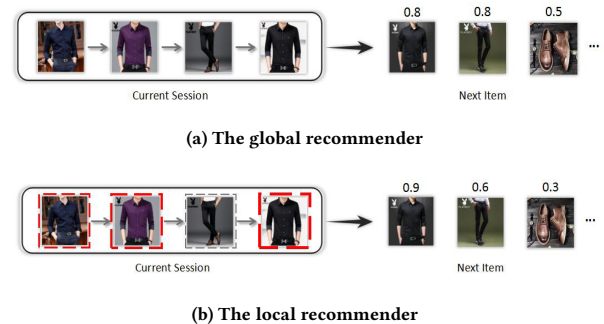 0.8 0.8 0.5
...
Current Session Next Item
(a) The global recommender
0.9 0.6 0.3
...
Current Session Next Item
(b) The local recommender